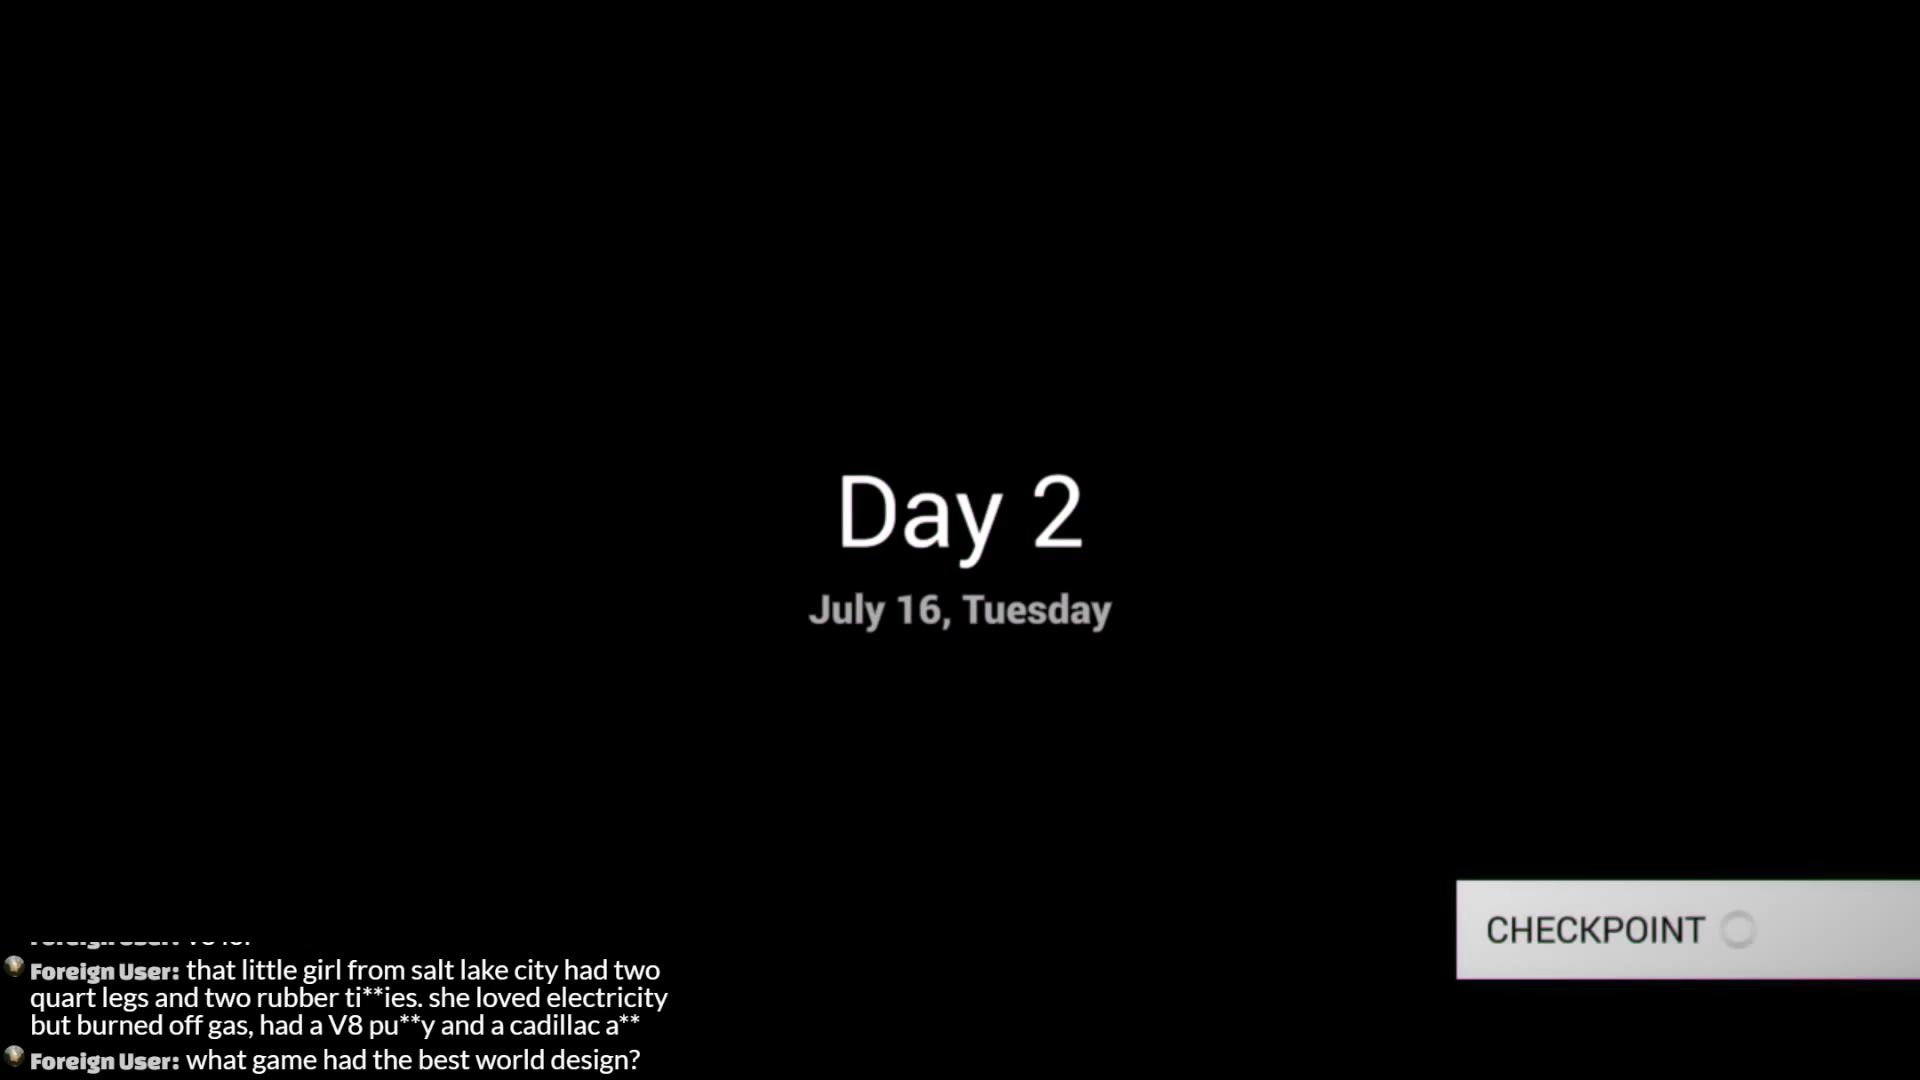 Day 2
July 16, Tuesday
CHECKPOINT
Foreign User: that little girl from salt lake city had two
quart legs and two rubber ti**ies. she loved electricity
but burned off gas, had a V8 pu**y and a cadillac a**
Foreign User: what game had the best world design?